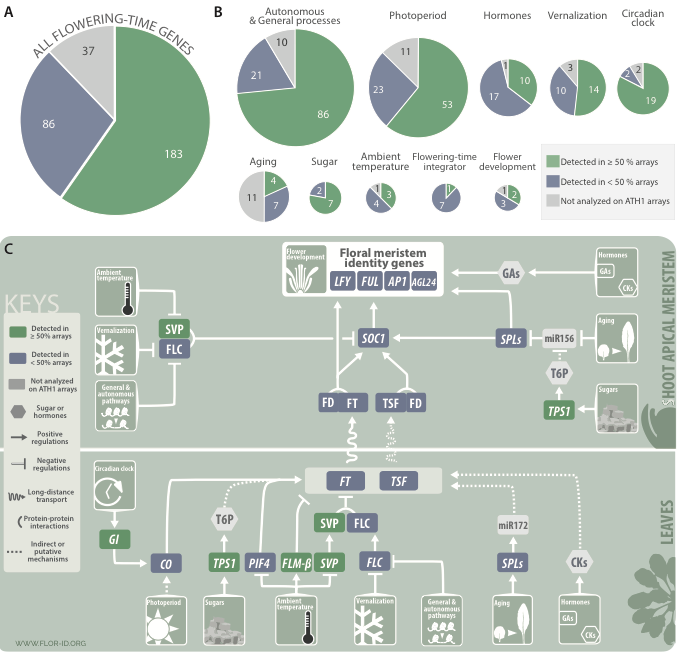 A
ALL FLOWERING-TIME GENES
37
86
183
B
Autonomous
& General processes
10
21
86
Photoperiod
11
23
53
Hormones
1
10
17
Vernalization
3
10
14
Circadian
clock
2
2
19
Aging
4
11
7
Sugar
2
7
Ambient
temperature
1
3
4
Flowering-time
integrator
1
7
Flower
development
1
2
3
Detected in ≥ 50 % arrays
Detected in < 50 % arrays
Not analyzed on ATH1 arrays
C
KEYS
Detected in
≥ 50% arrays
Detected in
< 50% arrays
Not analyzed
on ATH1 arrays
Sugar or
hormones
Positive
regulations
Negative
regulations
Long-distance
transport
Protein-protein
interactions
Indirect or
putative
mechanisms
SHOOT APICAL MERISTEM
Ambient
temperature
Vernalization
General &
autonomous
pathways
SVP
FLC
Flower
development
Floral meristem
identity genes
LFY
FUL
AP1
AGL24
GAs
Hormones
GAs
CKs
SOC1
SPLs
miR156
Aging
T6P
TPS1
Sugars
FD
FT
TSF
FD
LEAVES
Circadian clock
GI
CO
Photoperiod
FT
TSF
T6P
TPS1
Sugars
PIF4
FLM-β
SVP
SVP
FLC
FLC
Ambient
temperature
Vernalization
General &
autonomous
pathways
miR172
SPLs
Aging
CKs
Hormones
CKs
WWW.FLOR-ID.ORG